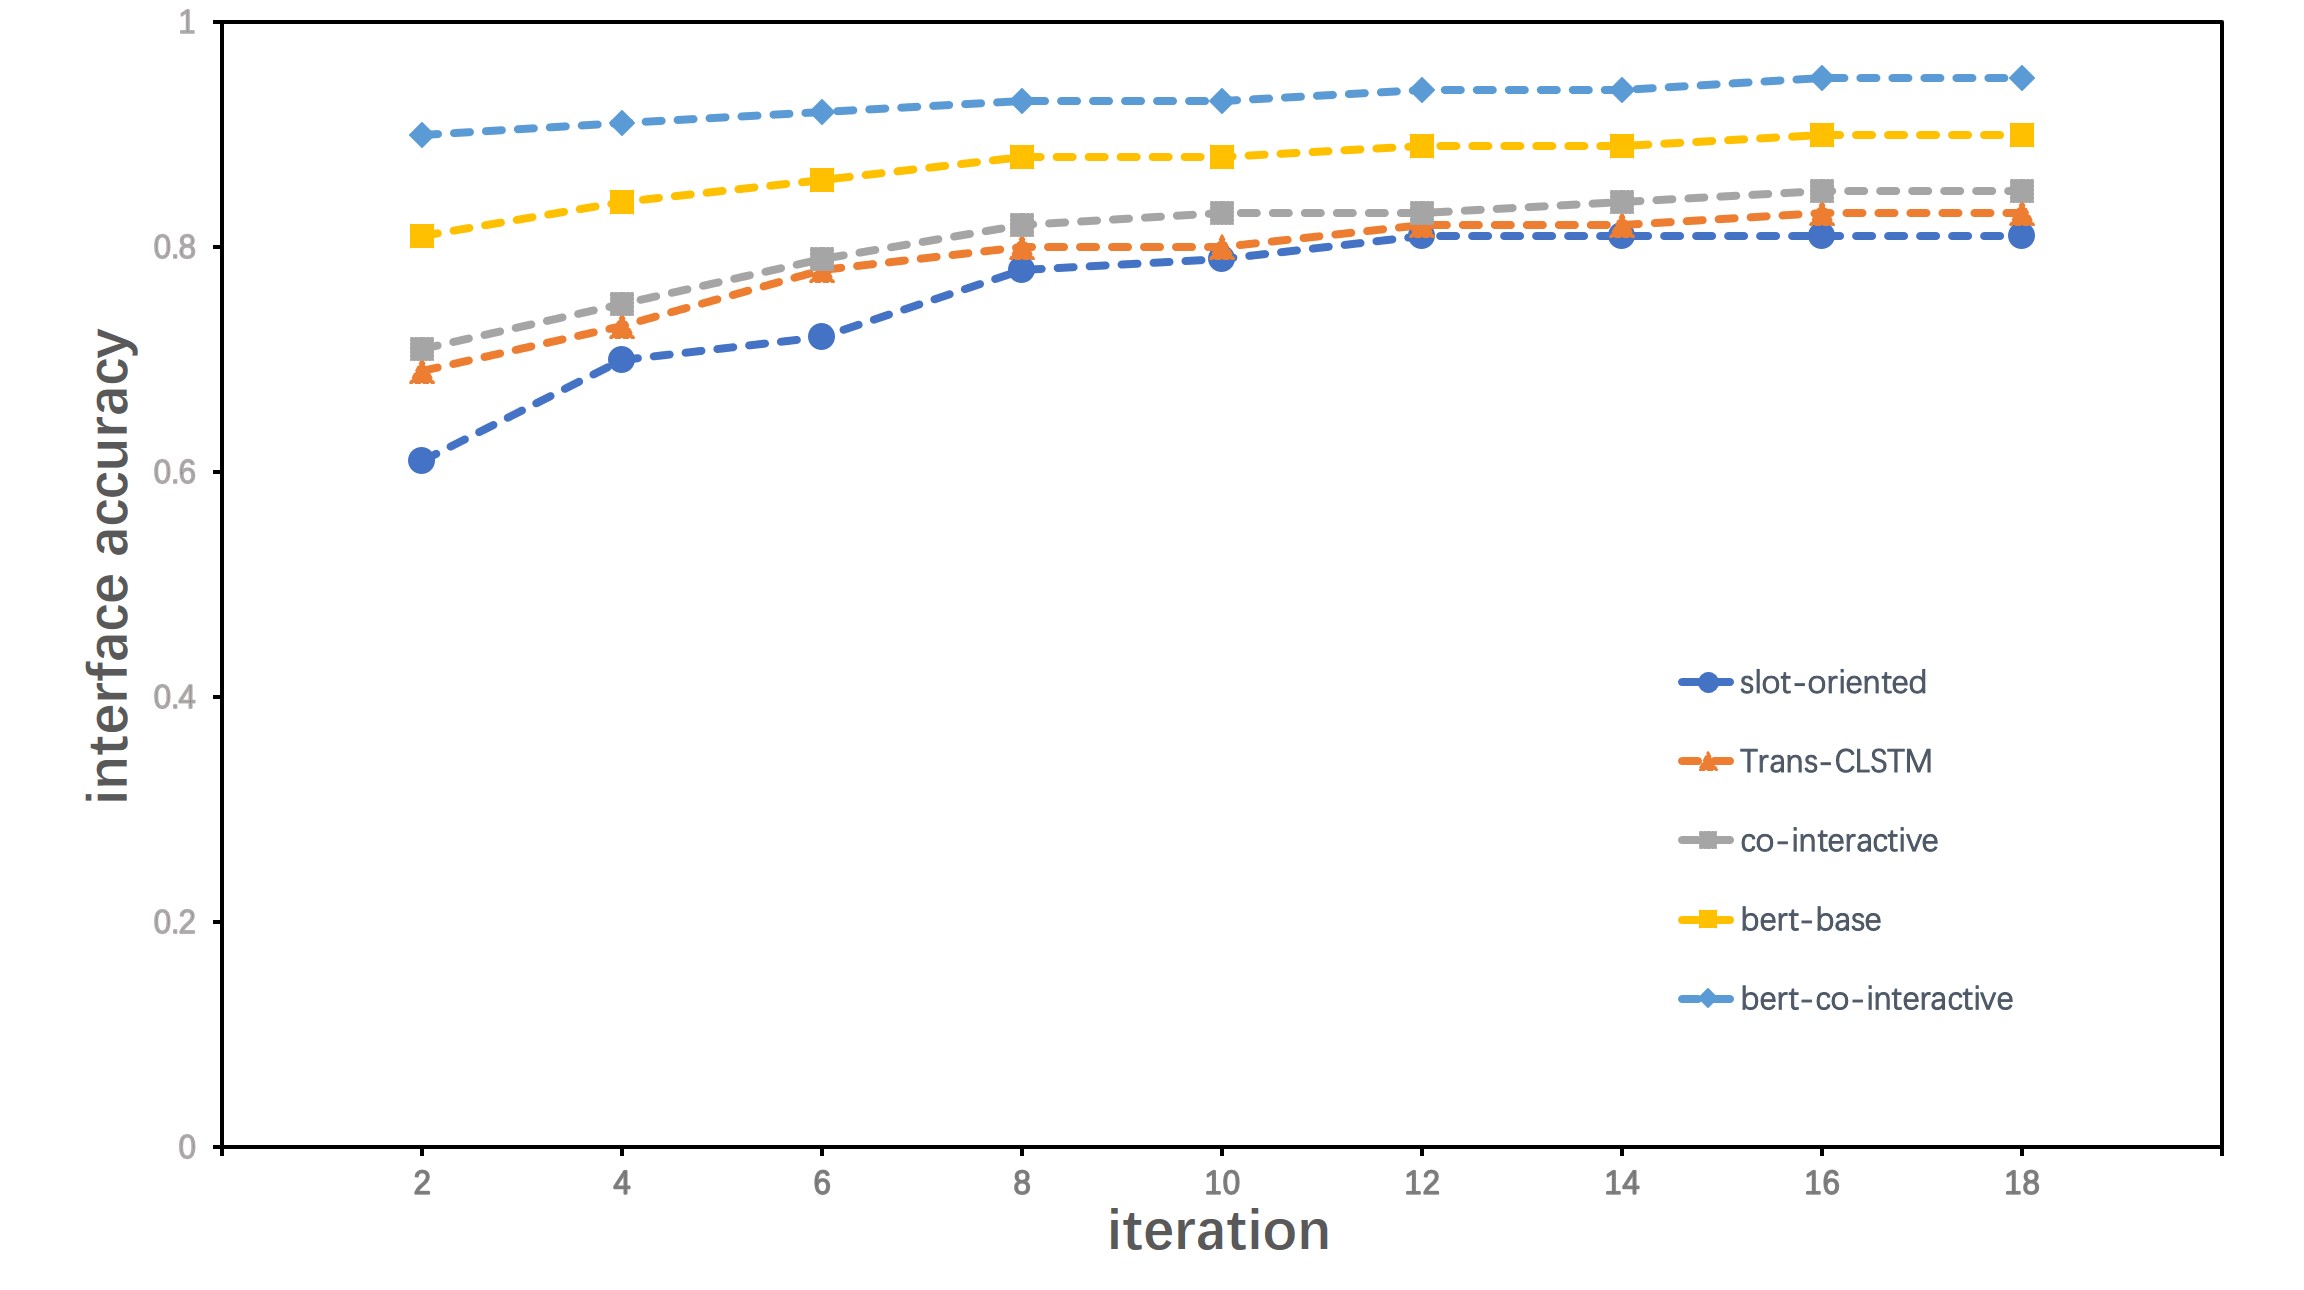 1
0.8
0.6
0.4
0.2
0
interface accuracy
2 4 6 8 10 12 14 16 18
iteration
slot-oriented
Trans-CLSTM
co-interactive
bert-base
bert-co-interactive